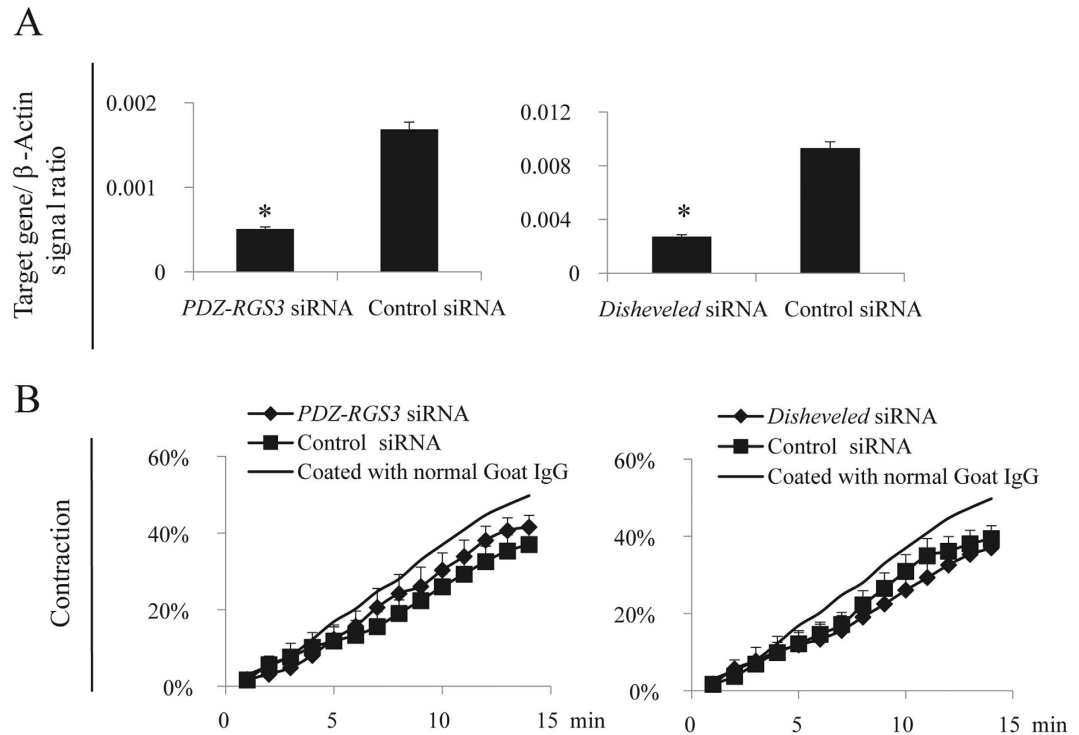 A
Target gene/ β-Actin
signal ratio
0.002
0.001
0
*
PDZ-RGS3 siRNA
Control siRNA
0.012
0.008
0.004
0
*
Disheveled siRNA
Control siRNA
B
Contraction
PDZ-RGS3 siRNA
Control siRNA
Coated with normal Goat IgG
60%
40%
20%
0%
0 5 10 15 min
Disheveled siRNA
Control siRNA
Coated with normal Goat IgG
60%
40%
20%
0%
0 5 10 15 min